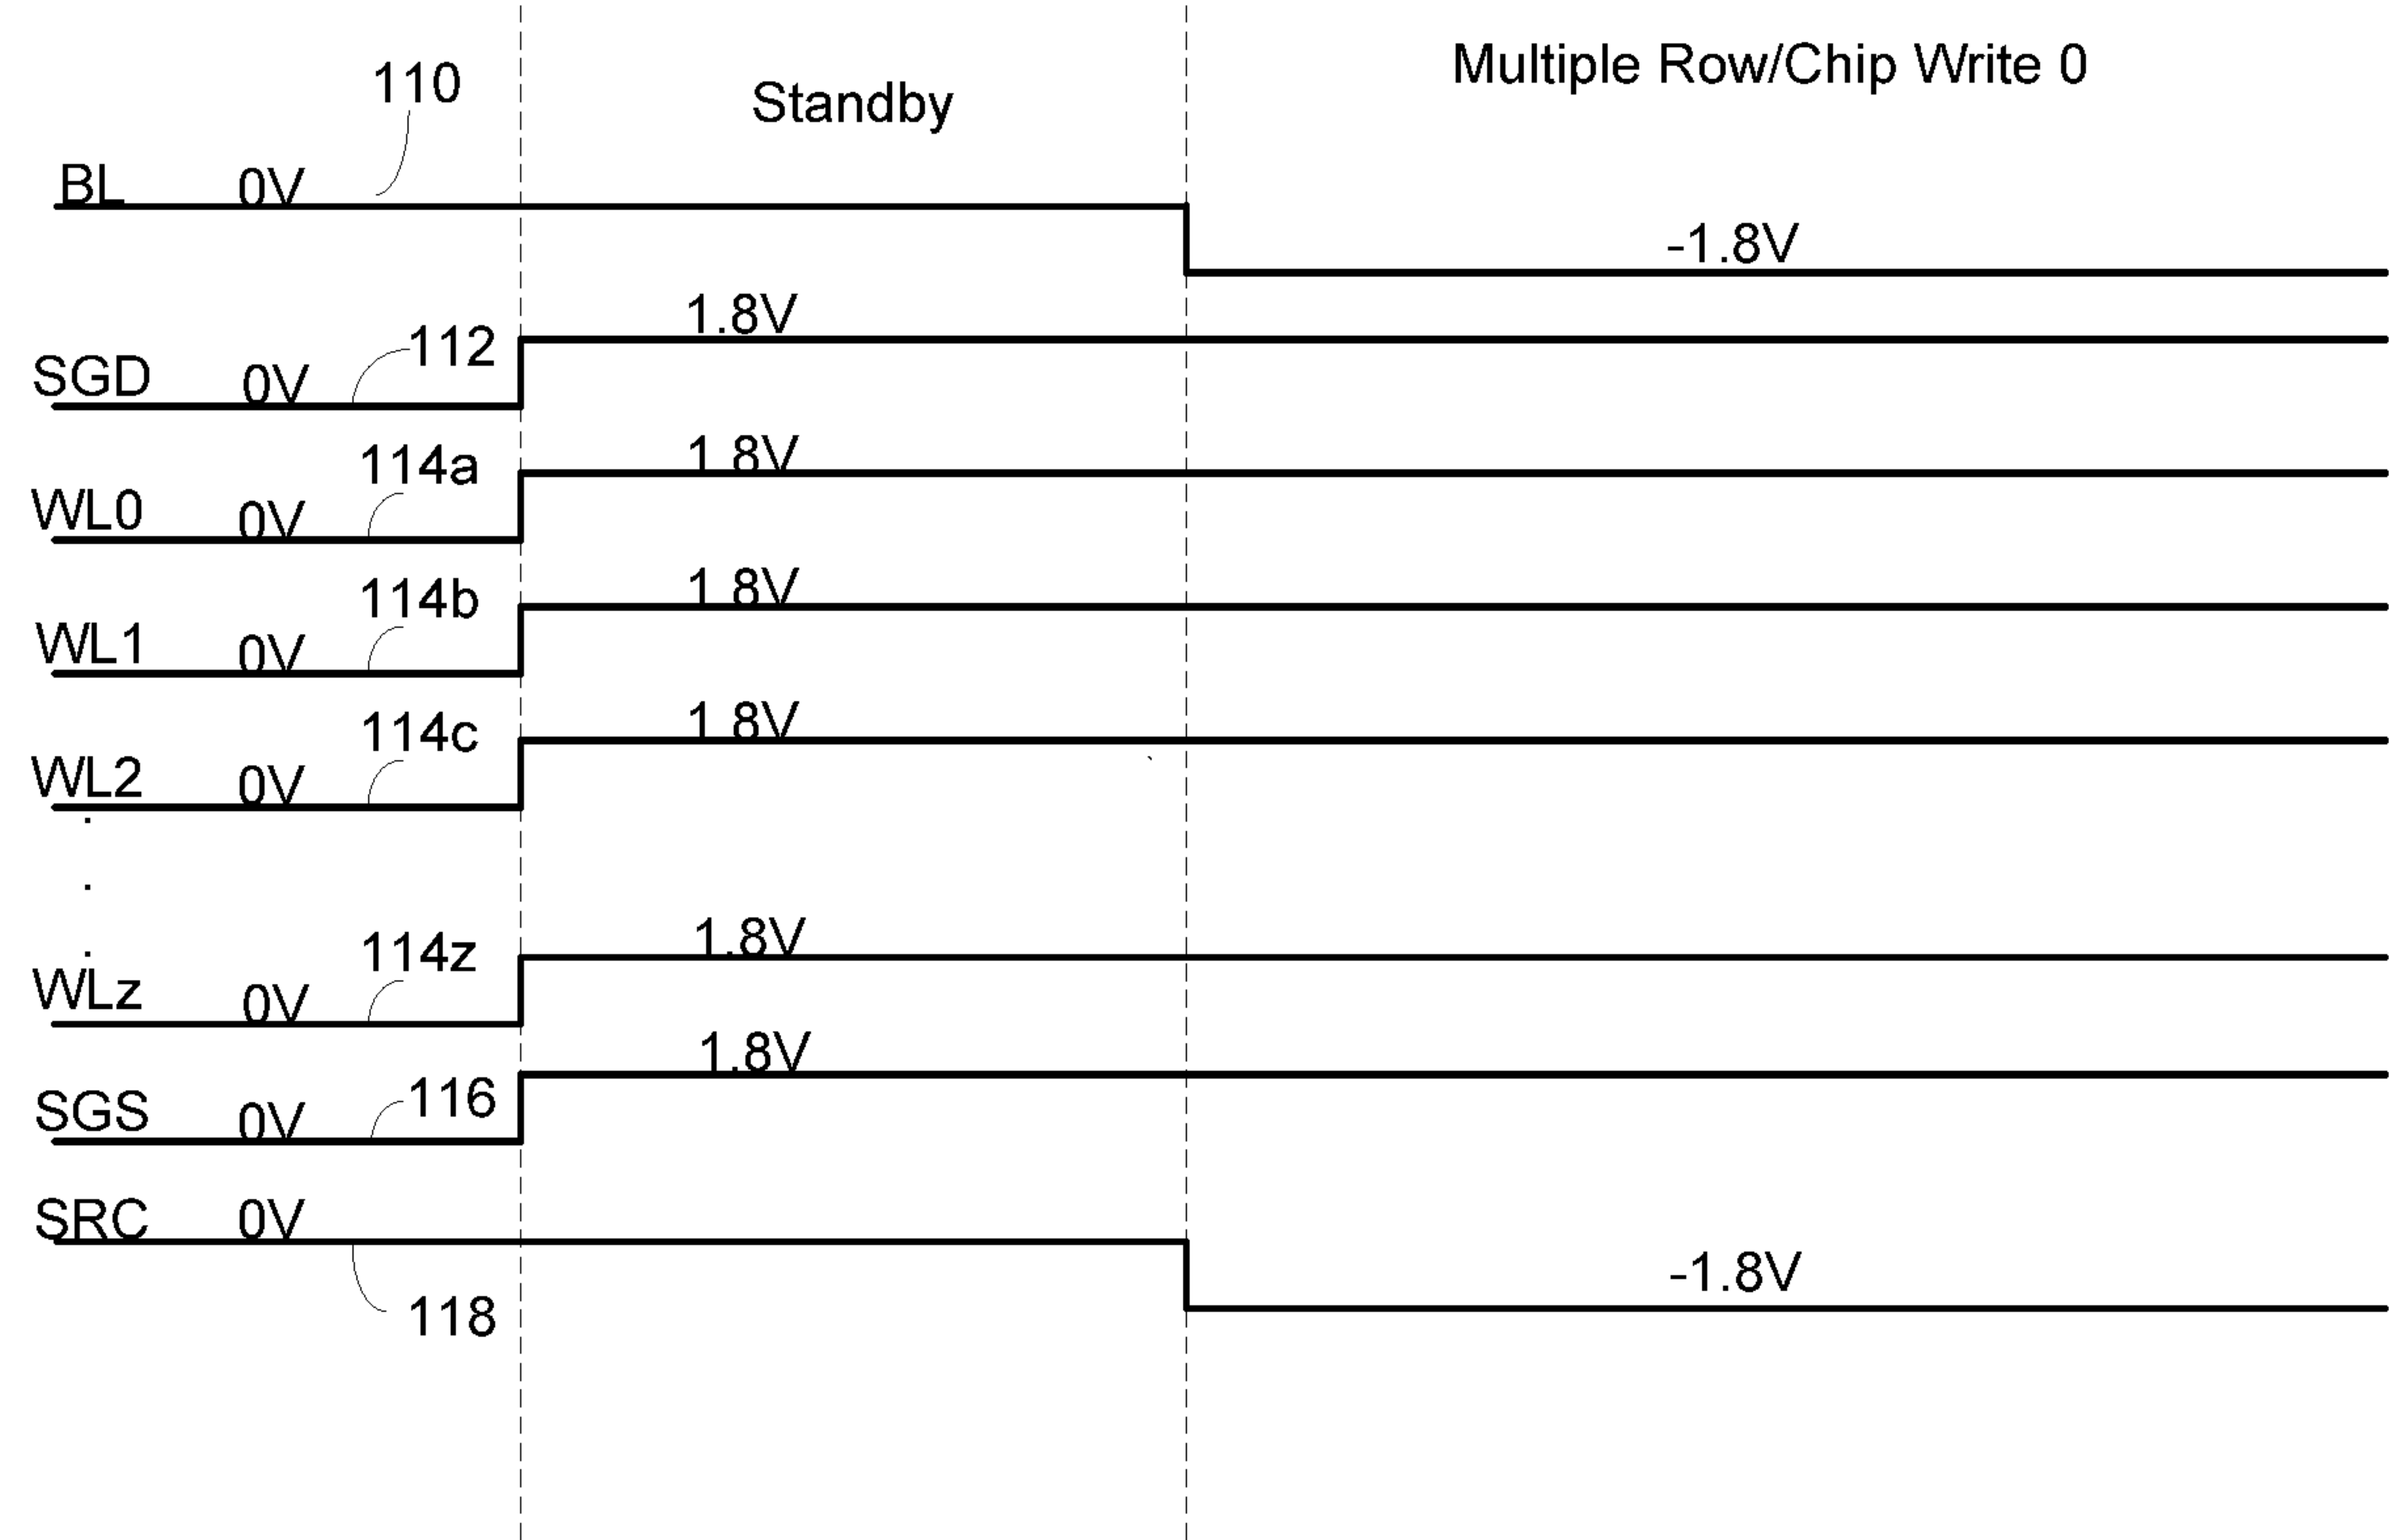 Multiple Row/Chip Write 0
110
Standby
BL 0V
-1.8V
1.8V
112
SGD 0V
1.8V
114a
WL0 0V
1.8V
114b
WL1 0V
1.8V
114c
WL2 0V
.
.
.
1.8V
114z
WLz 0V
1.8V
116
SGS 0V
SRC 0V
-1.8V
118